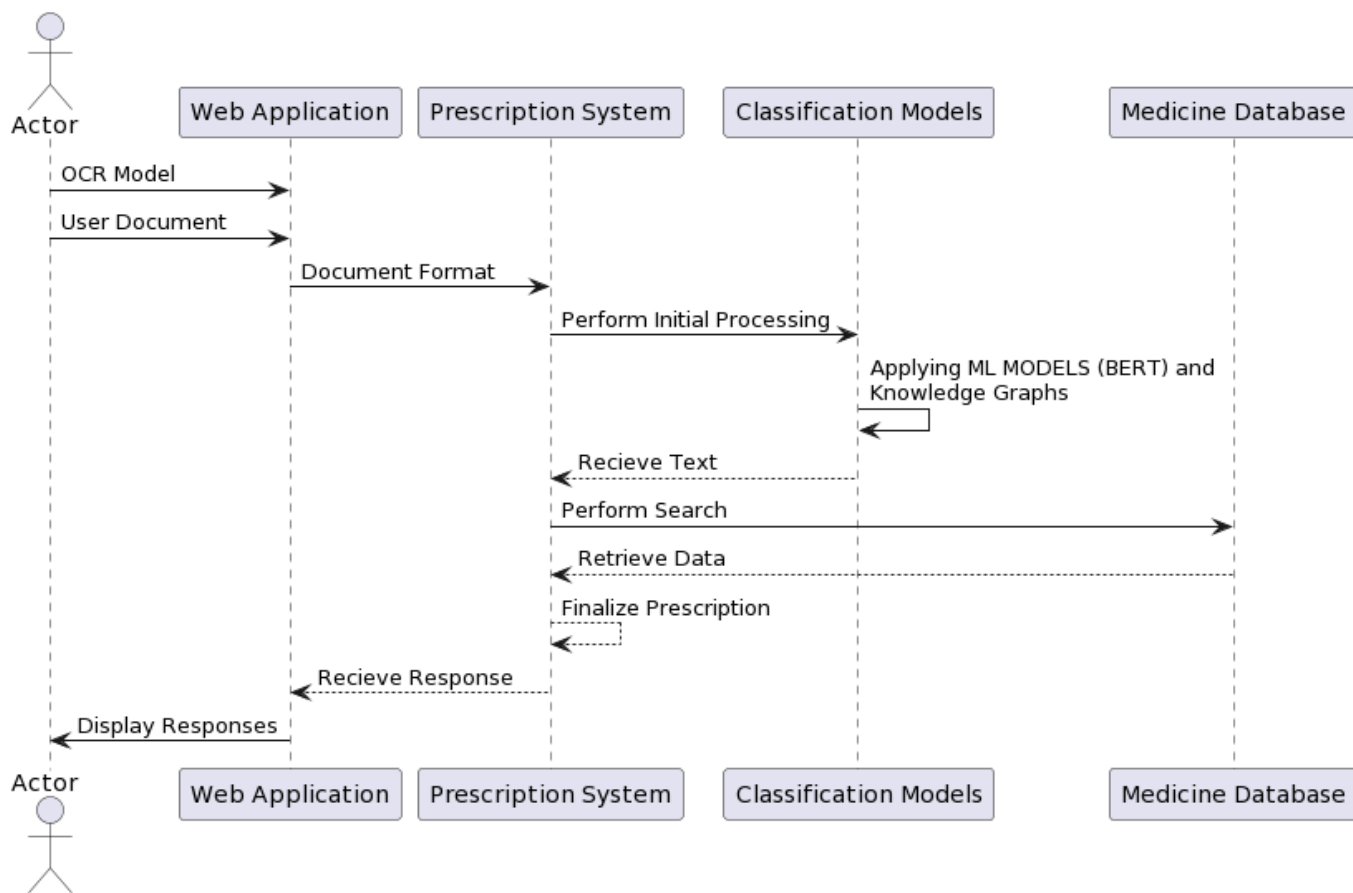 Actor
Web Application
Prescription System
Classification Models
Medicine Database
OCR Model
User Document
Document Format
Perform Initial Processing
Applying ML MODELS (BERT) and
Knowledge Graphs
Recieve Text
Perform Search
Retrieve Data
Finalize Prescription
Recieve Response
Display Responses
Actor
Web Application
Prescription System
Classification Models
Medicine Database